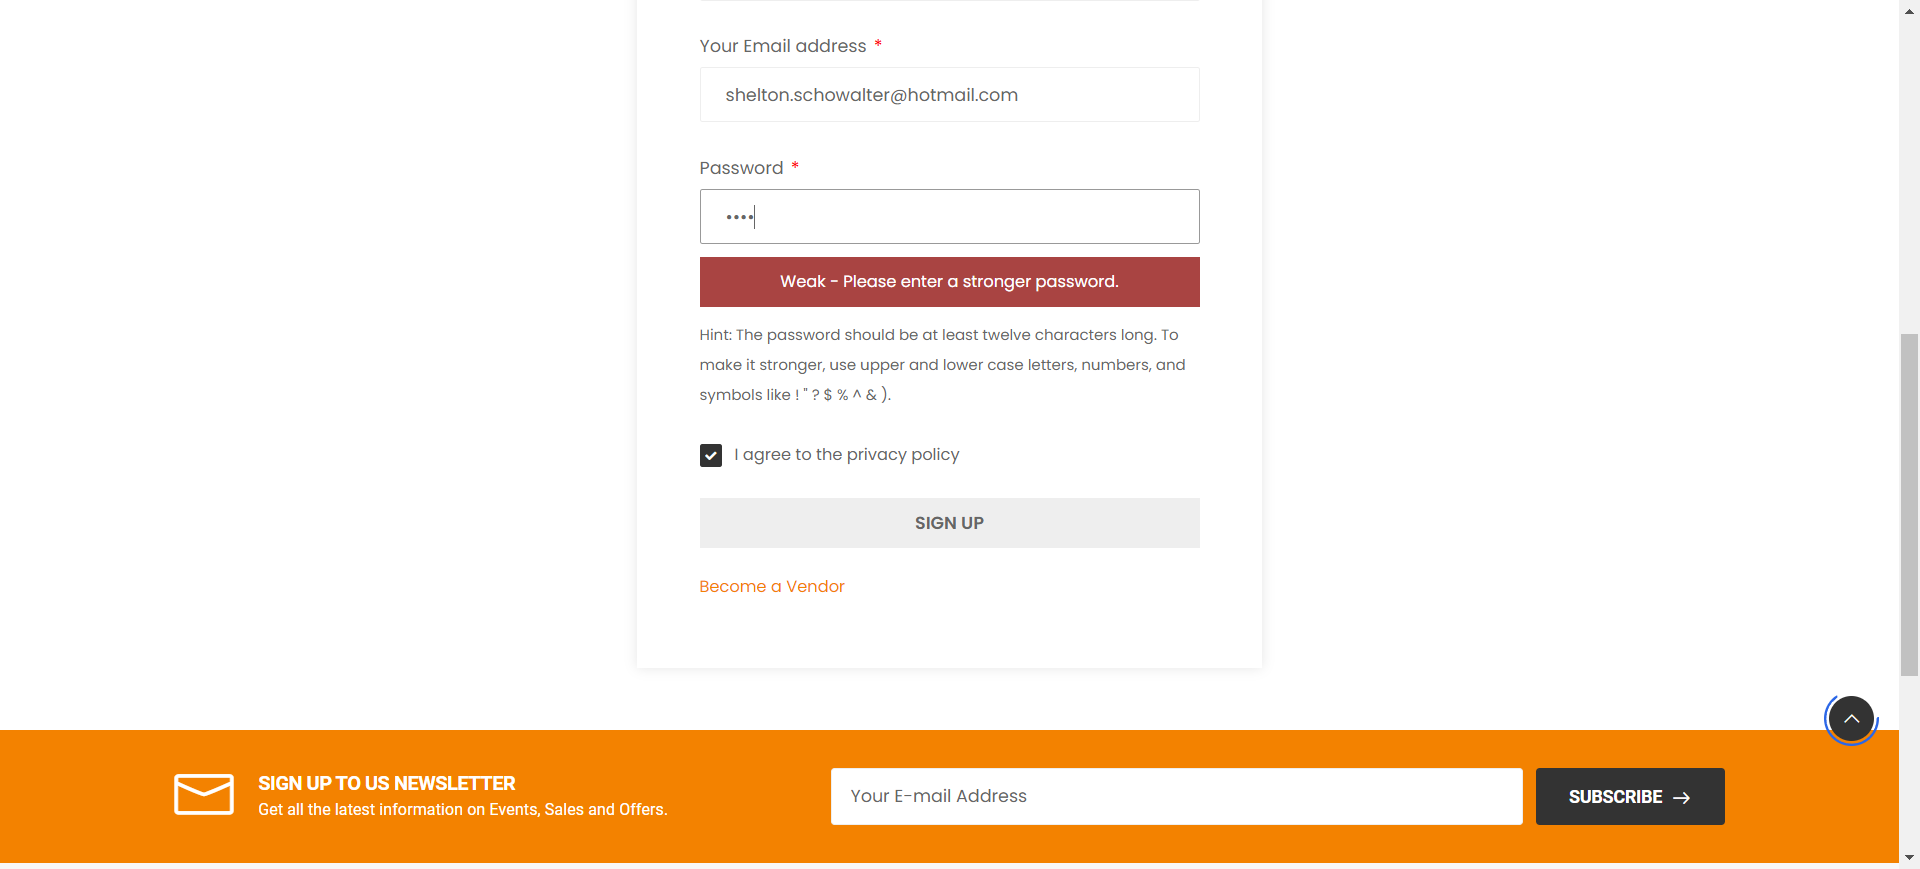 Your Email address *
shelton.schowalter@hotmail.com
Password *
••••
Weak - Please enter a stronger password.
Hint: The password should be at least twelve characters long. To
make it stronger, use upper and lower case letters, numbers, and
symbols like ! " ? $ % ^ & ).
I agree to the privacy policy
SIGN UP
Become a Vendor
SIGN UP TO US NEWSLETTER
Get all the latest information on Events, Sales and Offers.
Your E-mail Address
SUBSCRIBE →